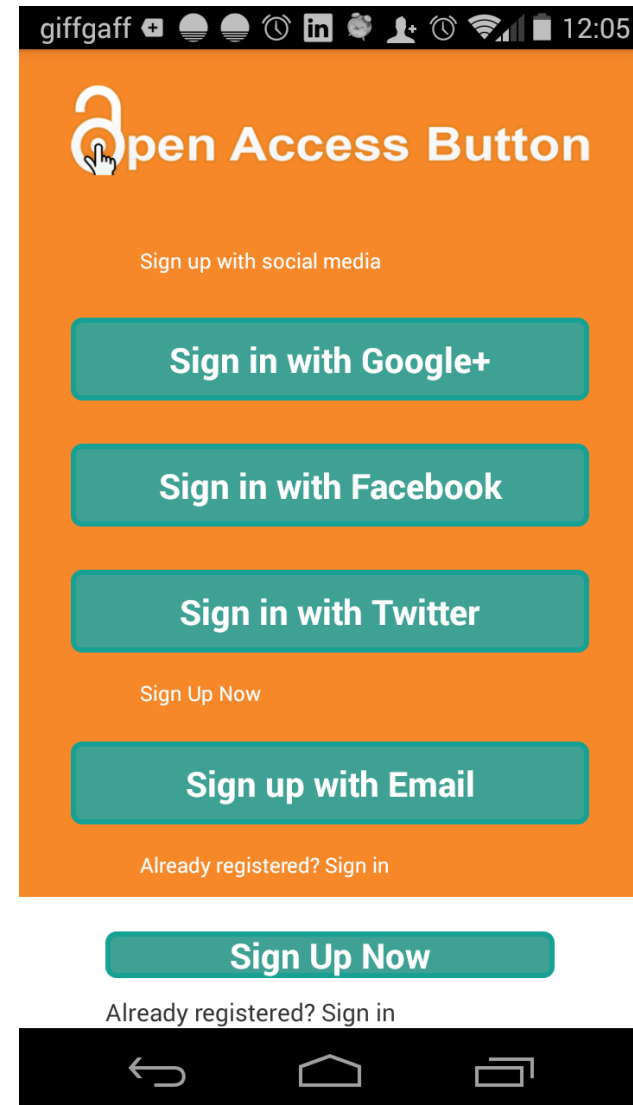 giffgaff 12:05
Open Access Button
Sign up with social media
Sign in with Google+
Sign in with Facebook
Sign in with Twitter
Sign Up Now
Sign up with Email
Already registered? Sign in
Sign Up Now
Already registered? Sign in